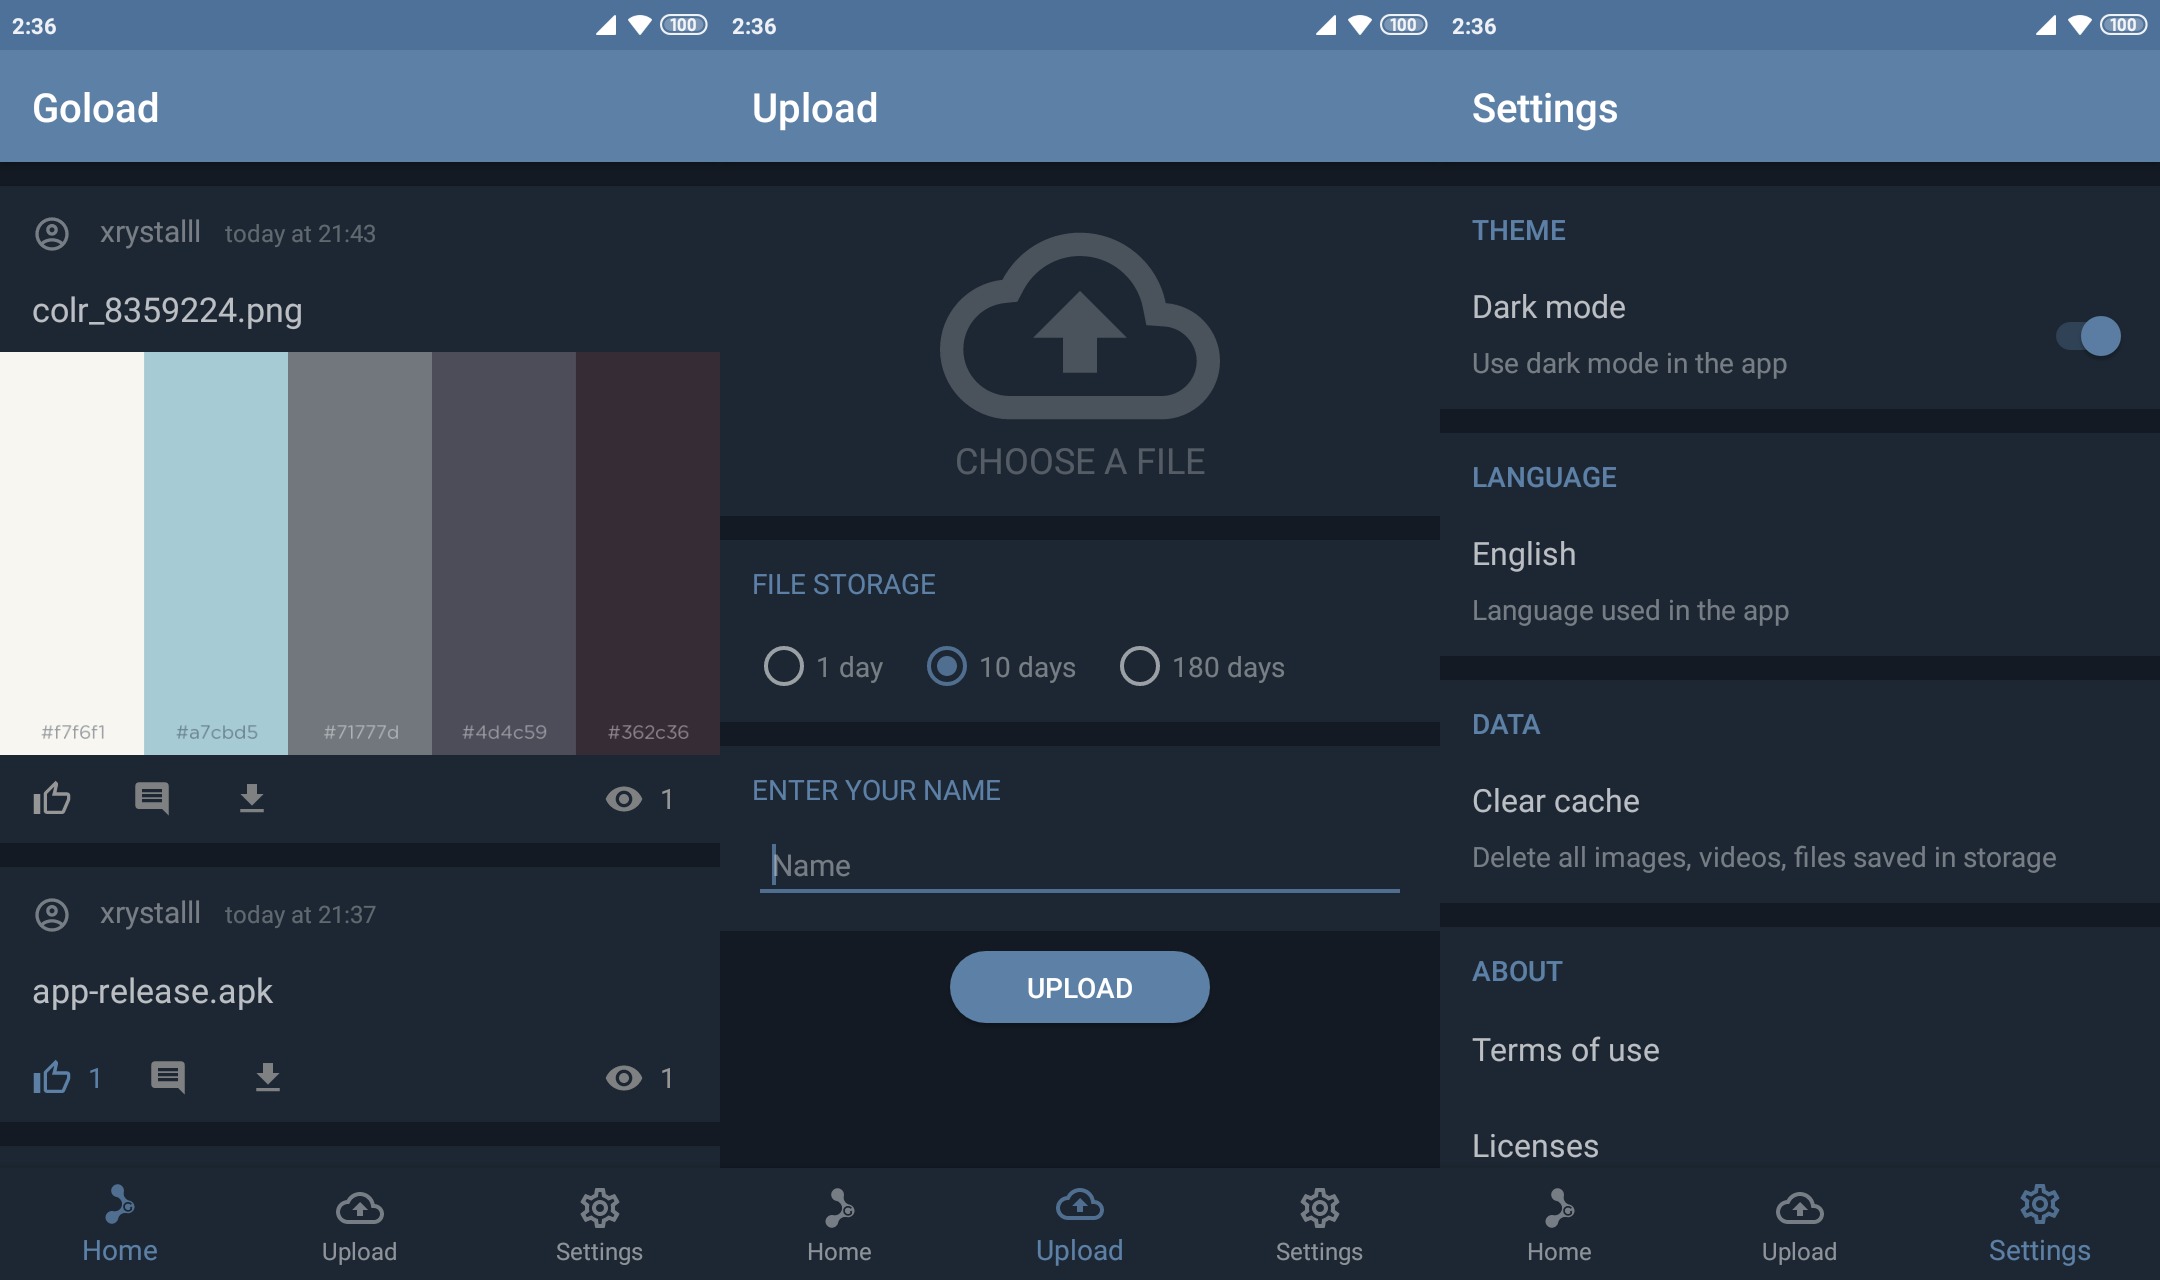 2:36
100
Goload
xrystalll today at 21:43
colr_8359224.png
#f7f6f1 #a7cbd5 #71777d #4d4c59 #362c36
1
xrystalll today at 21:37
app-release.apk
1 1
Home Upload Settings
2:36
100
Upload
CHOOSE A FILE
FILE STORAGE
1 day 10 days 180 days
ENTER YOUR NAME
Name
UPLOAD
Home Upload Settings
2:36
100
Settings
THEME
Dark mode
Use dark mode in the app
LANGUAGE
English
Language used in the app
DATA
Clear cache
Delete all images, videos, files saved in storage
ABOUT
Terms of use
Licenses
Home Upload Settings